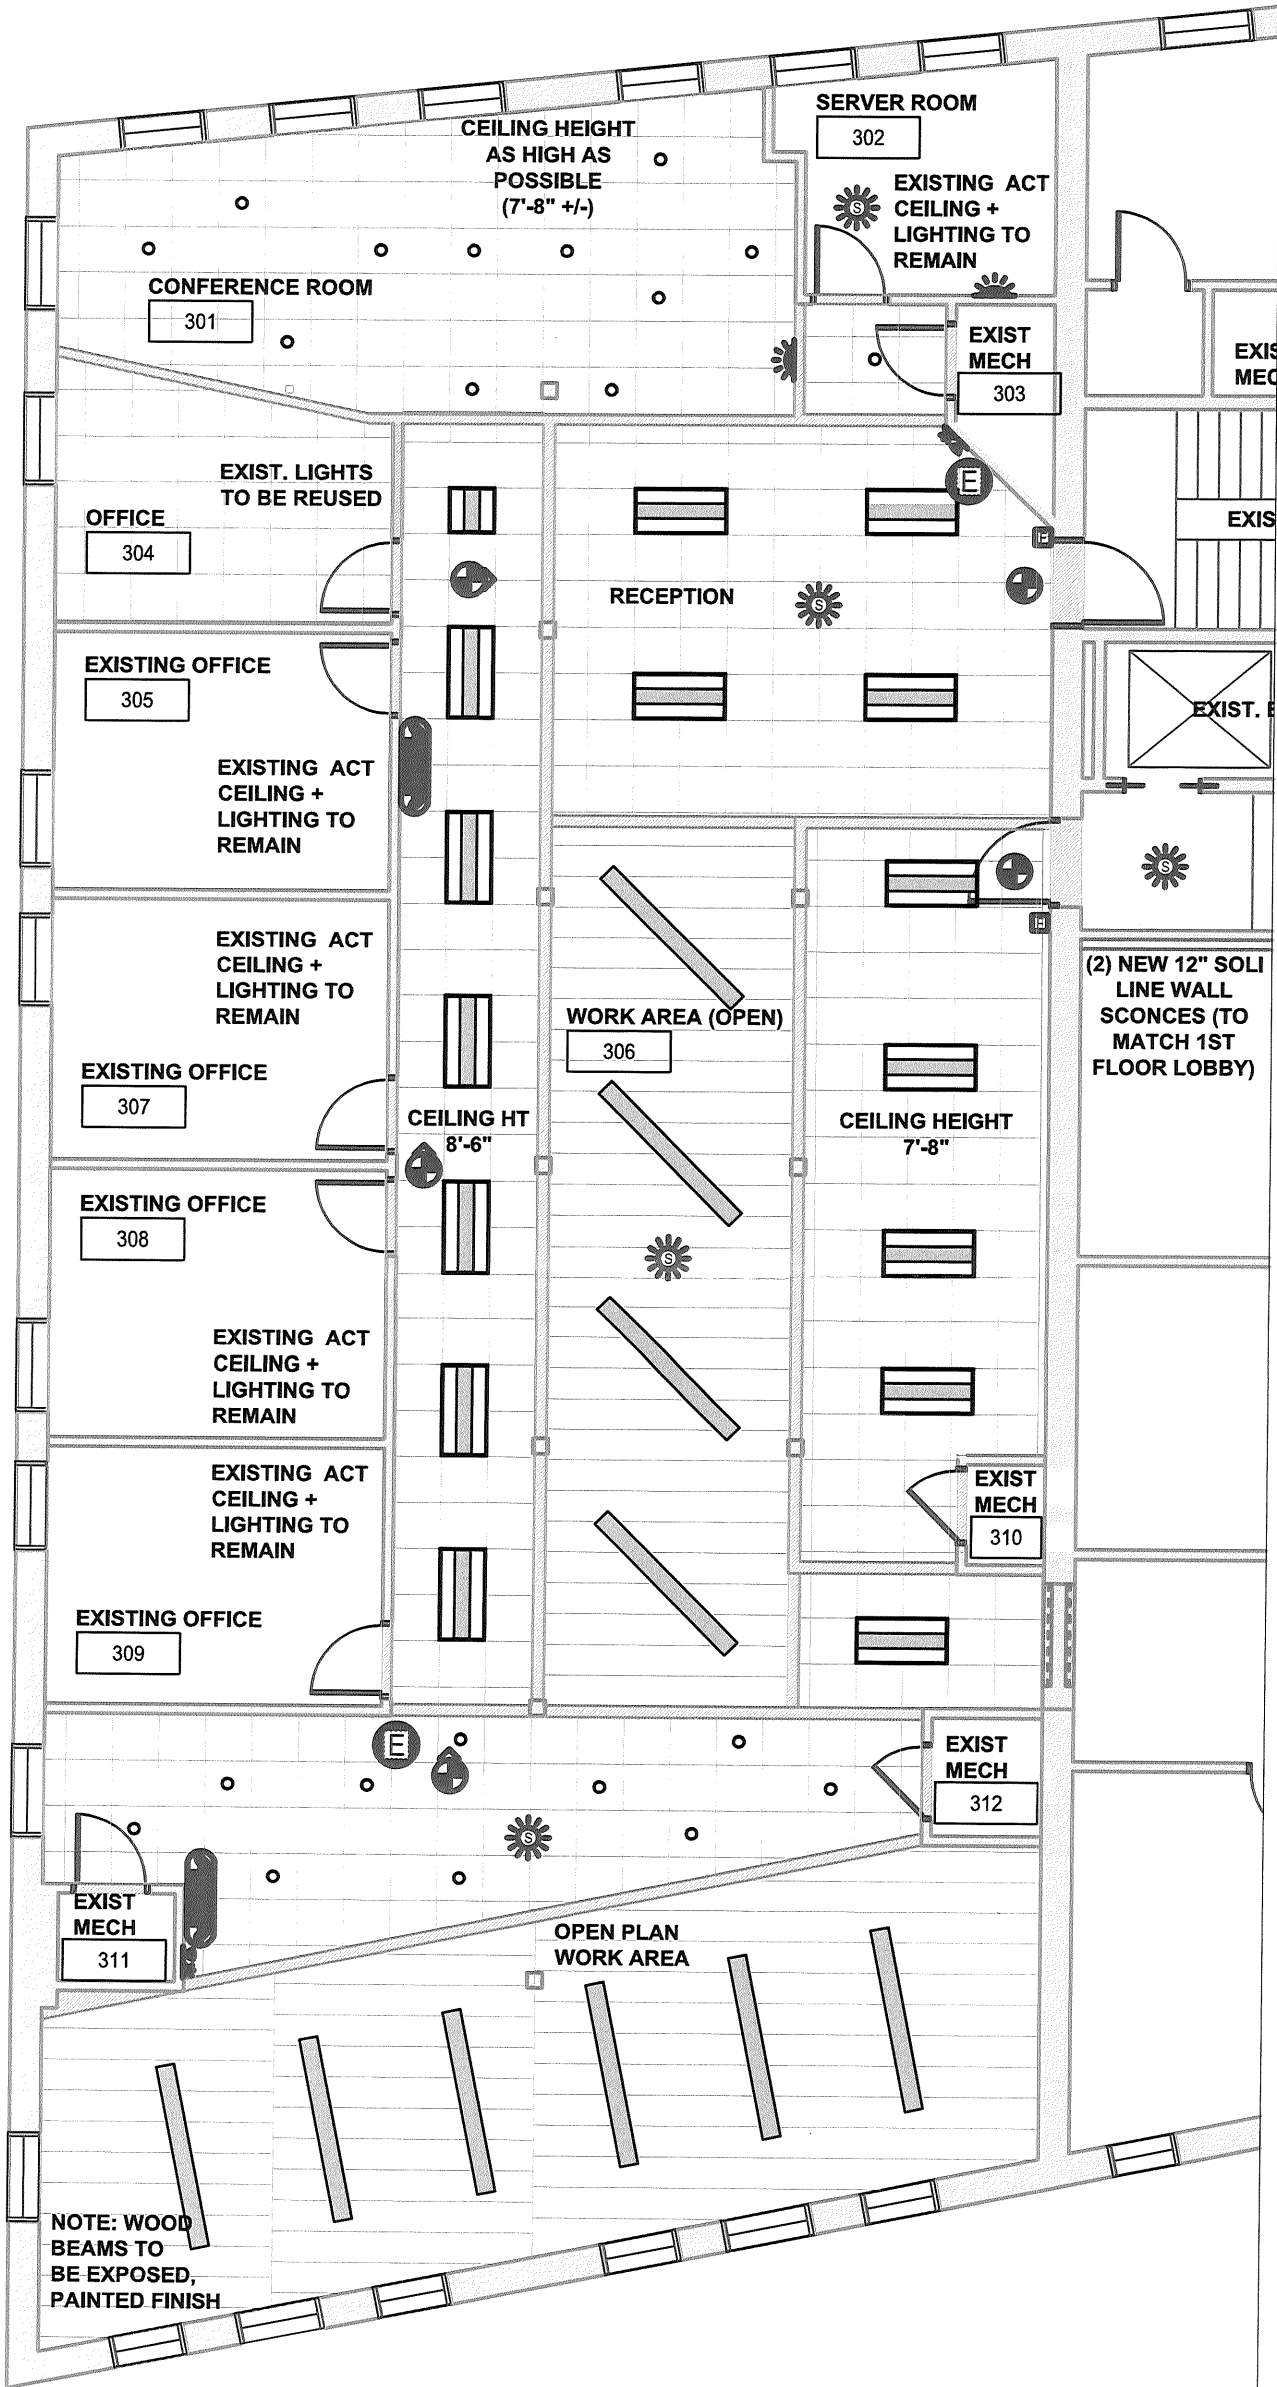 CEILING HEIGHT
AS HIGH AS
POSSIBLE
(7'-8" +/-)
SERVER ROOM
302
S
EXISTING ACT
CEILING +
LIGHTING TO
REMAIN
CONFERENCE ROOM
301
EXIST
MECH
303
EXIST. LIGHTS
TO BE REUSED
OFFICE
304
E
RECEPTION
S
EXISTING OFFICE
305
EXISTING ACT
CEILING +
LIGHTING TO
REMAIN
EXIST.
S
EXISTING ACT
CEILING +
LIGHTING TO
REMAIN
EXISTING OFFICE
307
(2) NEW 12" SOLI
LINE WALL
SCONCES (TO
MATCH 1ST
FLOOR LOBBY)
WORK AREA (OPEN)
306
CEILING HT
8'-6"
CEILING HEIGHT
7'-8"
EXISTING OFFICE
308
S
EXISTING ACT
CEILING +
LIGHTING TO
REMAIN
EXISTING ACT
CEILING +
LIGHTING TO
REMAIN
EXIST
MECH
310
EXISTING OFFICE
309
E
EXIST
MECH
312
S
EXIST
MECH
311
OPEN PLAN
WORK AREA
NOTE: WOOD
BEAMS TO
BE EXPOSED,
PAINTED FINISH